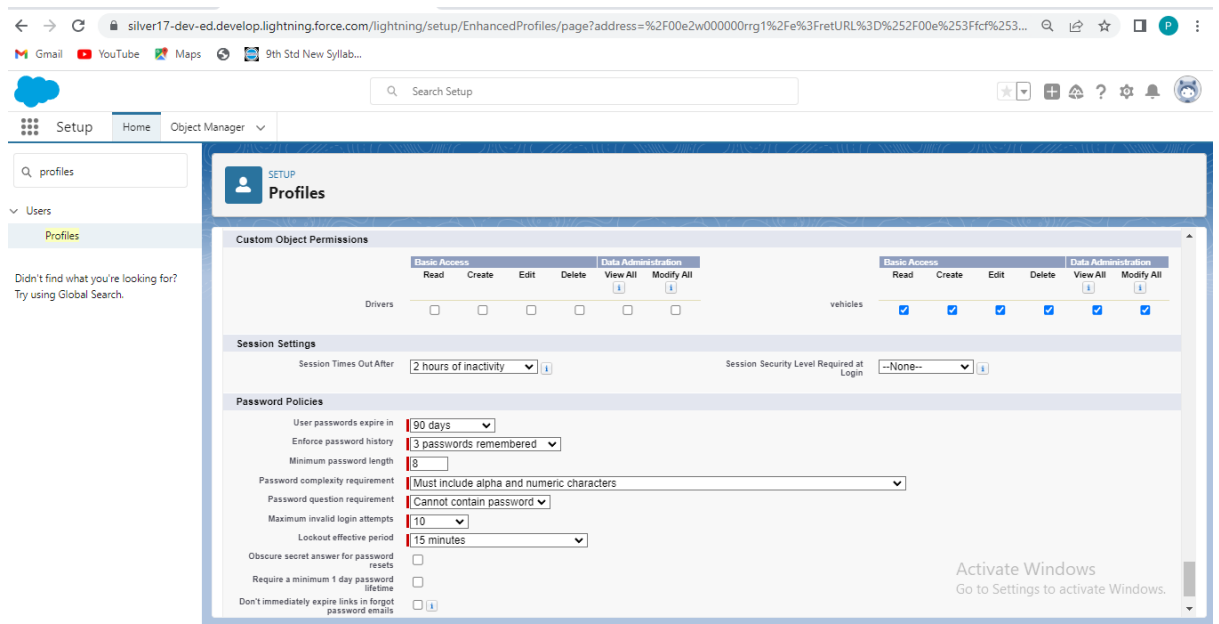 silver17-dev-ed.develop.lightning.force.com/lightning/setup/EnhancedProfiles/page?address=%2F00e2w000000rrg1%2Fe%3FretURL%3D%252F00e%253Ffcf%253...
P
Gmail YouTube Maps 9th Std New Syllab...
Search Setup
Setup Home Object Manager
profiles
Users
Profiles
Didn't find what you're looking for?
Try using Global Search.
SETUP
Profiles
Custom Object Permissions
Basic Access Data Administration Basic Access Data Administration
Read Create Edit Delete View All Modify All Read Create Edit Delete View All Modify All
Drivers vehicles
Session Settings
Session Times Out After 2 hours of inactivity Session Security Level Required at
Login --None--
Password Policies
User passwords expire in 90 days
Enforce password history 3 passwords remembered
Minimum password length 8
Password complexity requirement Must include alpha and numeric characters
Password question requirement Cannot contain password
Maximum invalid login attempts 10
Lockout effective period 15 minutes
Obscure secret answer for password
resets
Require a minimum 1 day password
lifetime
Don't immediately expire links in forgot
password emails
Activate Windows
Go to Settings to activate Windows.